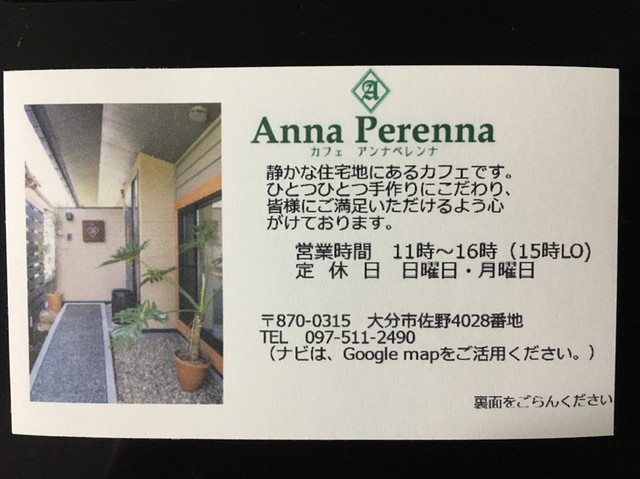 A
Anna Perenna
カフェ アンナペレンナ
静かな住宅地にあるカフェです。
ひとつひとつ手作りにこだわり、
皆様にご満足いただけるよう心
がけております。
営業時間 11時～16時（15時LO)
定休日 日曜日・月曜日
〒870-0315 大分市佐野4028番地
TEL 097-511-2490
（ナビは、Google mapをご活用ください。）
裏面をごらんください